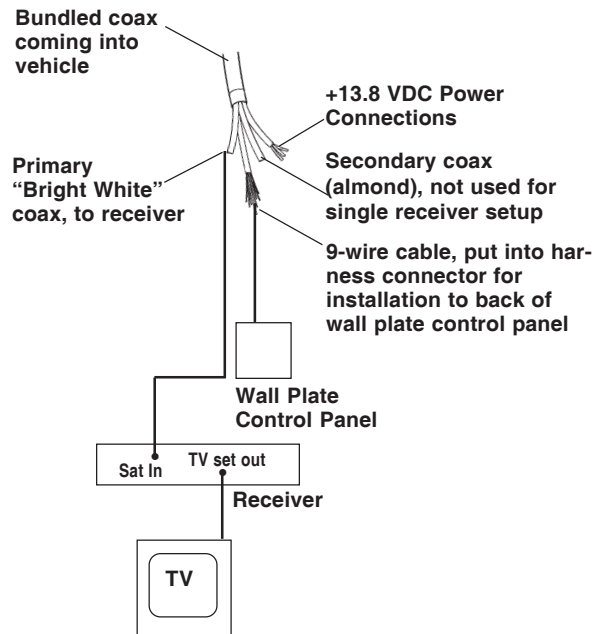 Bundled coax
coming into
vehicle
+13.8 VDC Power
Connections
Primary
“Bright White”
coax, to receiver
Secondary coax
(almond), not used for
single receiver setup
9-wire cable, put into har-
ness connector for
installation to back of
wall plate control panel
Wall Plate
Control Panel
Sat In
TV set out
Receiver
TV